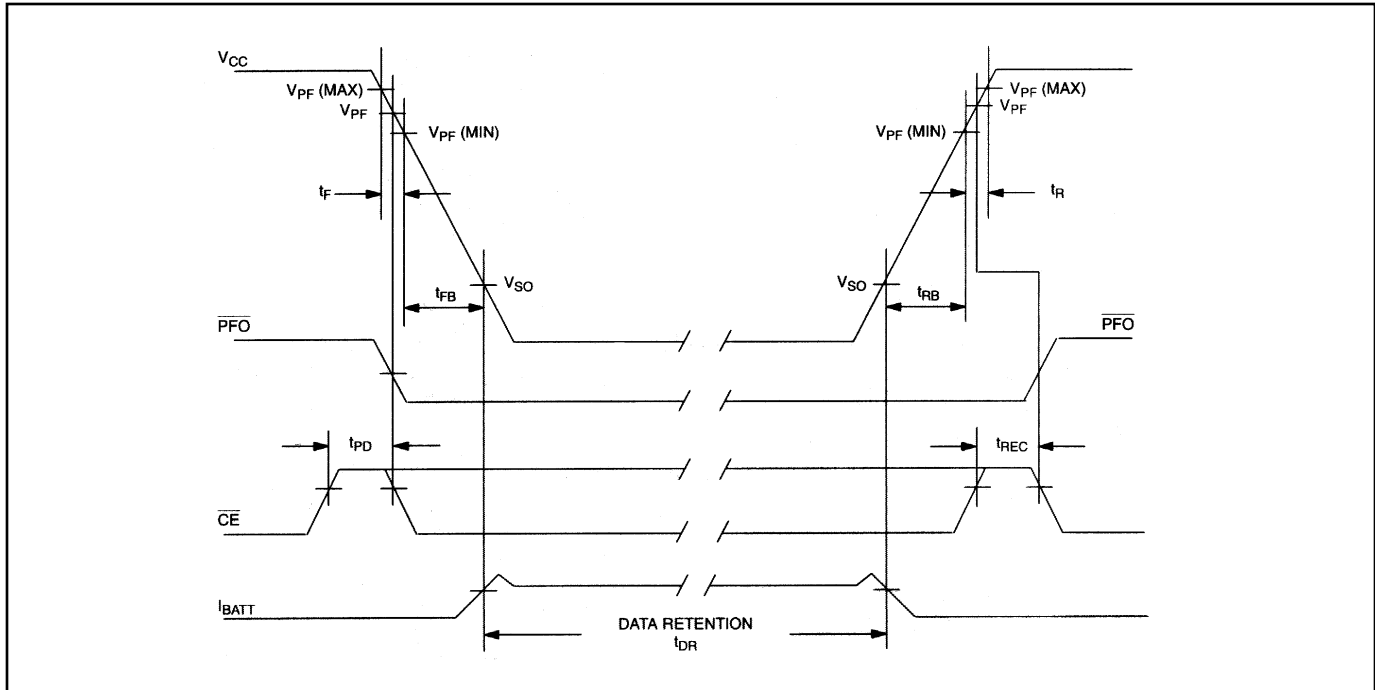 VCC
VPF (MAX)
VPF
VPF (MIN)
tF
tFB
VSO
VPF (MAX)
VPF
VPF (MIN)
tR
VSO
tRB
PFO
PFO
tPD
tREC
CE
IBATT
DATA RETENTION
tDR